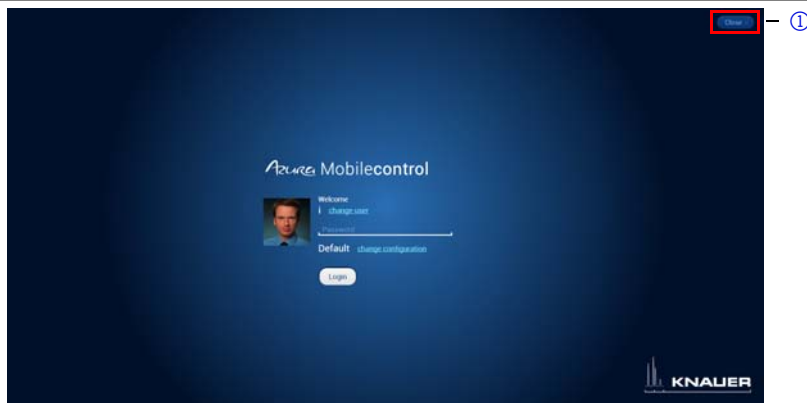 Close
①
Azura Mobilecontrol
Welcome
i change user
Password
Default change configuration
Login
KNAUER